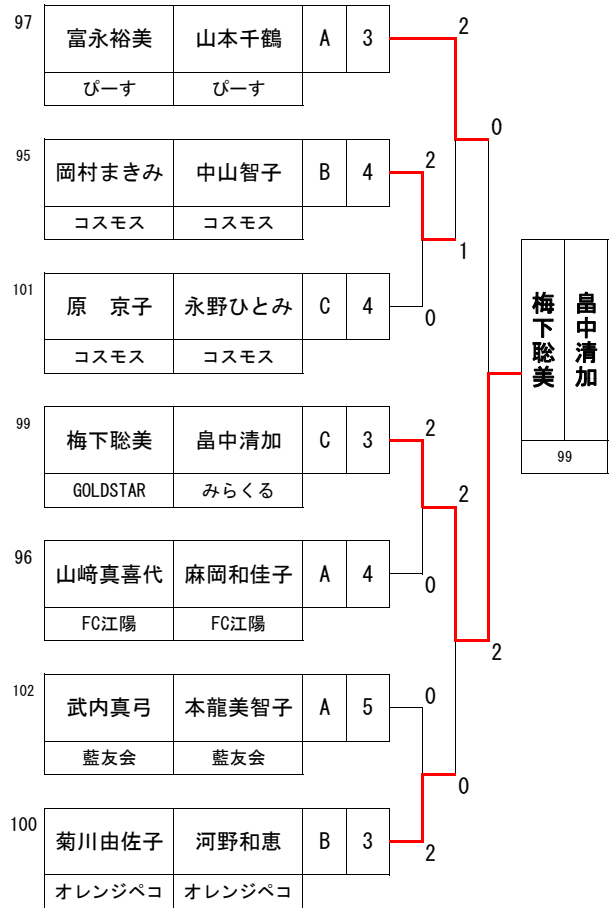 97 富永裕美 山本千鶴 A 3 2
ぴーす ぴーす
0
95 岡村まきみ 中山智子 B 4 2
コスモス コスモス
1
101 原　京子 永野ひとみ C 4 0
コスモス コスモス
梅下聡美 畠中清加
99
99 梅下聡美 畠中清加 C 3 2
GOLDSTAR みらくる
2
96 山﨑真喜代 麻岡和佳子 A 4 0
FC江陽 FC江陽
2
102 武内真弓 本龍美智子 A 5 0
藍友会 藍友会
0
100 菊川由佐子 河野和恵 B 3 2
オレンジペコ オレンジペコ